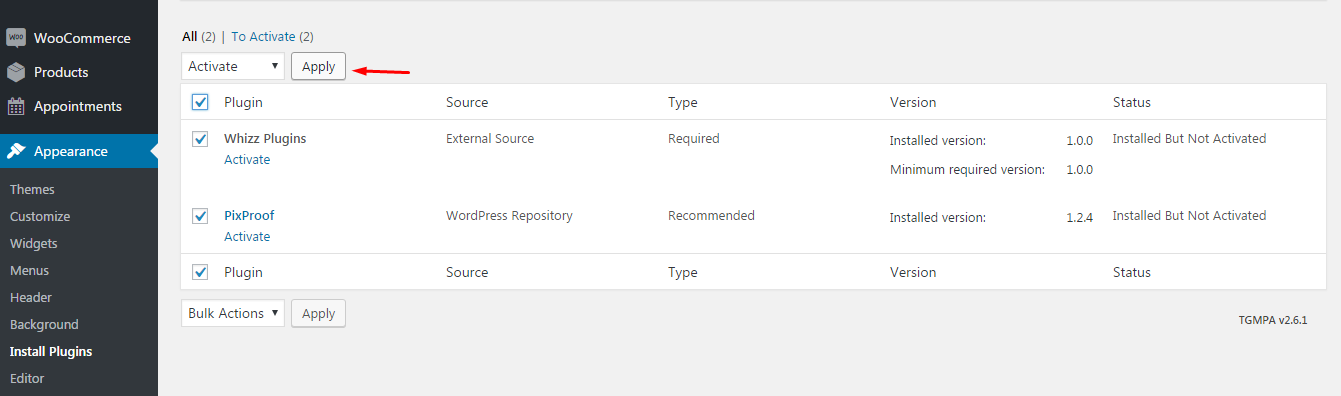 WOO WooCommerce
Products
Appointments
Appearance
Themes
Customize
Widgets
Menus
Header
Background
Install Plugins
Editor
All (2) | To Activate (2)
Activate Apply
Plugin Source Type Version Status
Whizz Plugins External Source Required Installed version: 1.0.0 Installed But Not Activated
Activate
Minimum required version: 1.0.0
PixProof WordPress Repository Recommended Installed version: 1.2.4 Installed But Not Activated
Activate
Plugin Source Type Version Status
Bulk Actions Apply
TGMPA v2.6.1